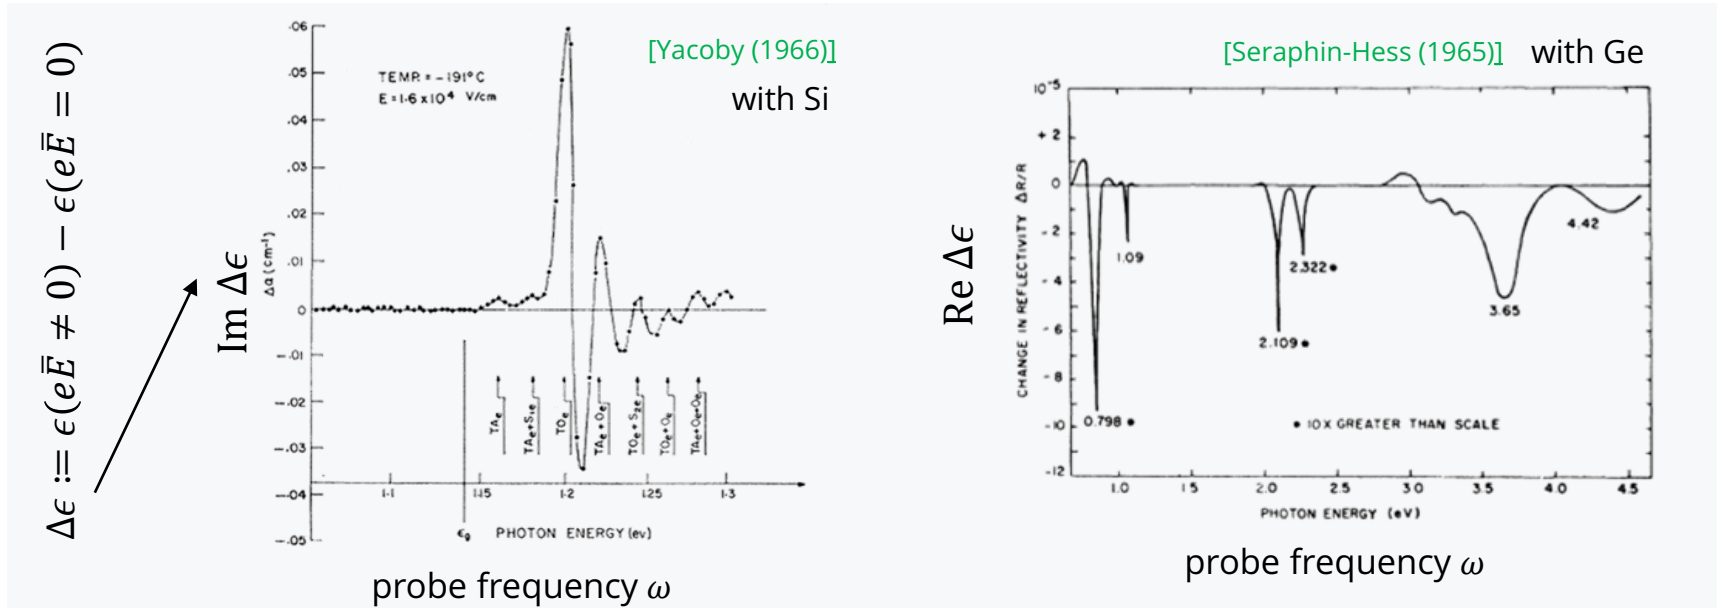 Δϵ := ϵ(eE̅ ≠ 0) − ϵ(eE̅ = 0)
Im Δϵ
Δα (cm⁻¹)
.06
.05
.04
.03
.02
.01
0
-.01
-.02
-.03
-.04
-.05
TEMP. = -191°C
E = 1.6 x 10⁴ V/cm
[Yacoby (1966)]
with Si
TAe
TAe+S1e
TOe
TAe+Oe
TOe+S2e
TOe+Oe
TAe+Oe+Oe
1.1
1.15
1.2
1.25
1.3
ϵg
PHOTON ENERGY (ev)
probe frequency ω
[Seraphin-Hess (1965)] with Ge
Re Δϵ
CHANGE IN REFLECTIVITY ΔR/R
10⁻⁵
+2
0
-2
-4
-6
-8
-10
-12
0.798 •
1.09
2.109 •
2.322 •
3.65
4.42
• 10X GREATER THAN SCALE
1.0
1.5
2.0
2.5
3.0
3.5
4.0
4.5
PHOTON ENERGY (eV)
probe frequency ω